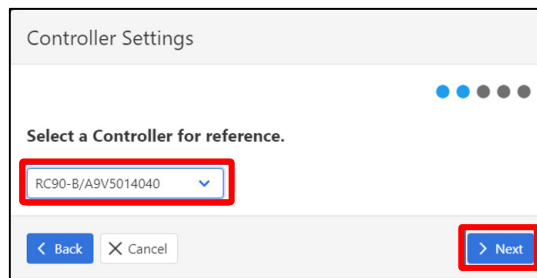 Controller Settings
Select a Controller for reference.
RC90-B/A9V5014040
Back Cancel Next